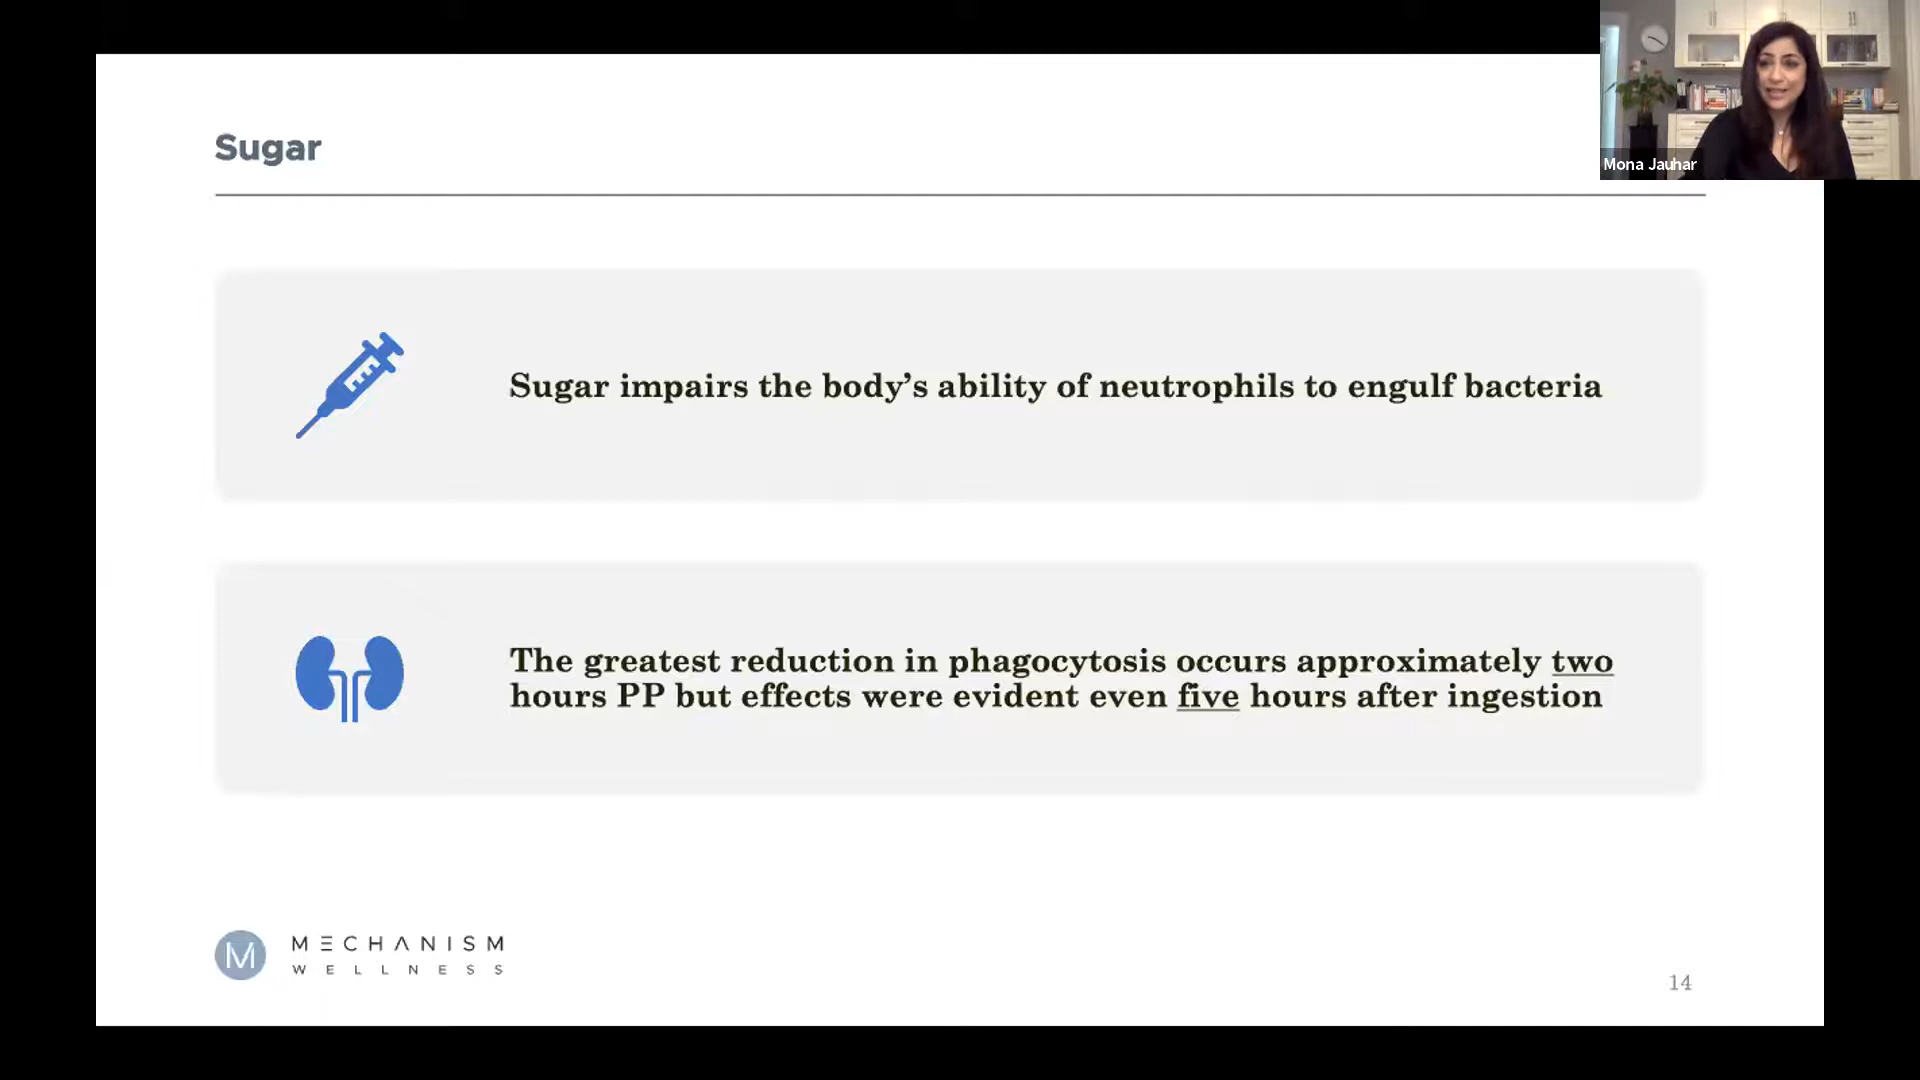 Sugar
Mona Jauhar
Sugar impairs the body’s ability of neutrophils to engulf bacteria
The greatest reduction in phagocytosis occurs approximately two
hours PP but effects were evident even five hours after ingestion
M
MECHANISM
WELLNESS
14